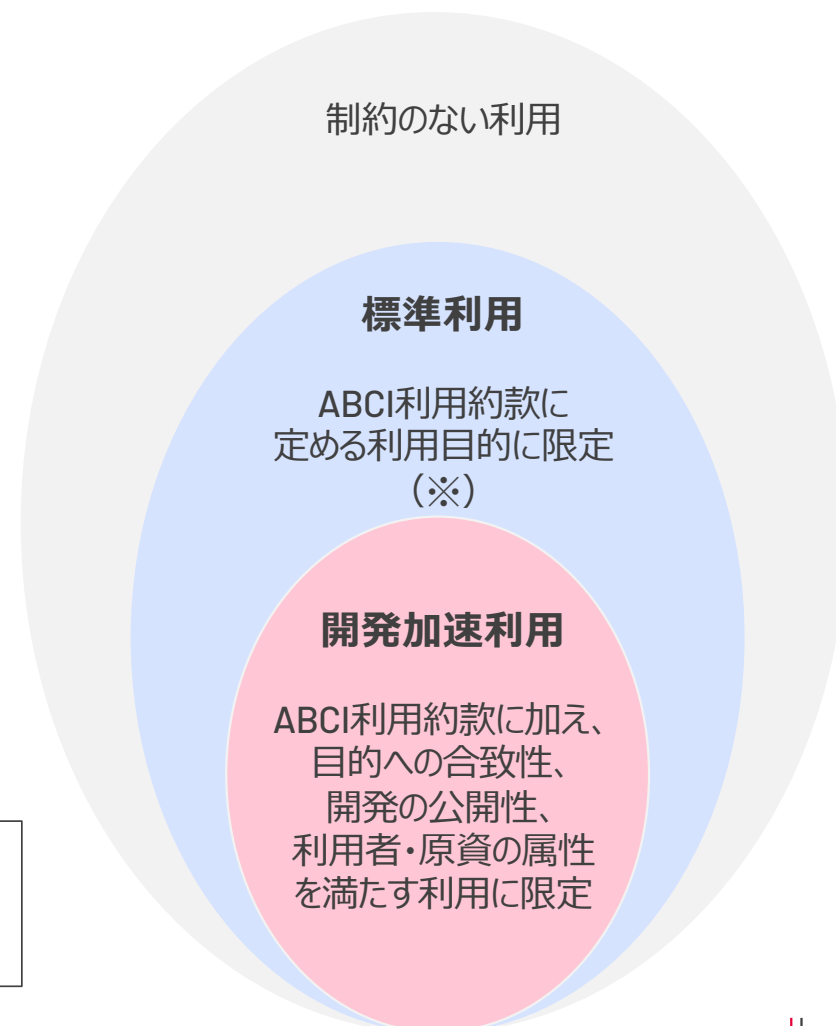 制約のない利用
標準利用
ABCI利用約款に
定める利用目的に限定
（※）
開発加速利用
ABCI利用約款に加え、
目的への合致性、
開発の公開性、
利用者・原資の属性
を満たす利用に限定